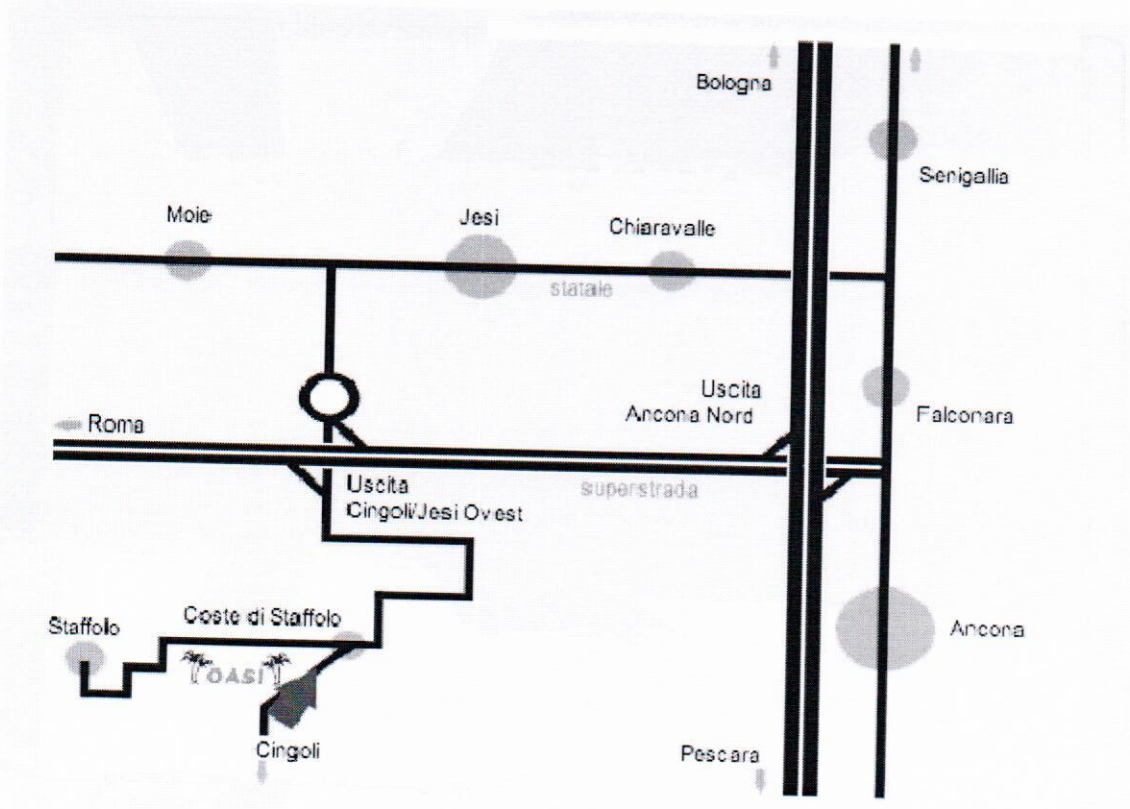 Bologna
Senigallia
Moie
Jesi
Chiaravalle
statale
Uscita
Ancona Nord
Falconara
Roma
Uscita
Cingoli/Jesi Ovest
superstrada
Staffolo
Coste di Staffolo
OASI
Ancona
Cingoli
Pescara